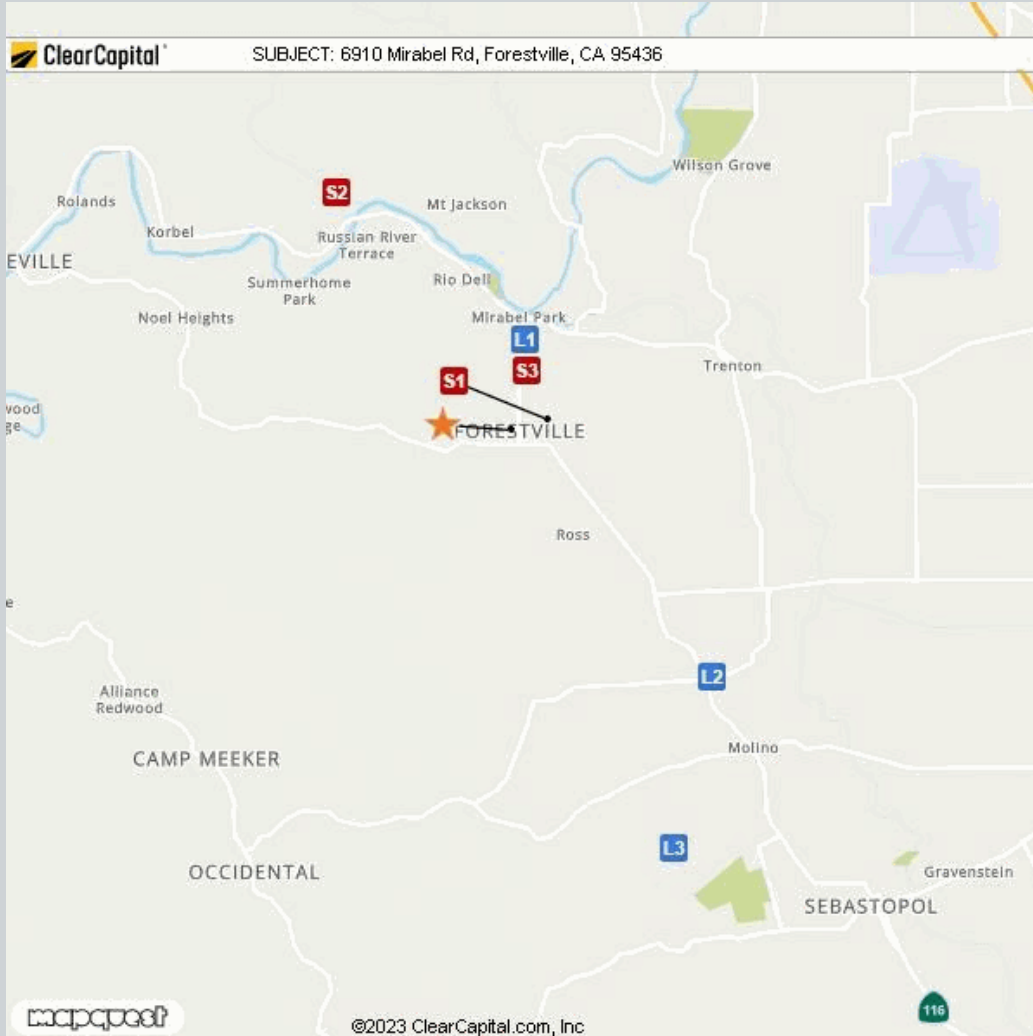 ClearCapital
SUBJECT: 6910 Mirabel Rd, Forestville, CA 95436
Wilson Grove
S2
Rolands
Mt Jackson
Korbel
Russian River
Terrace
EVILLE
Rio Dell
Summerhome
Park
Noel Heights
Mirabel Park
L1
Trenton
S3
S1
wood
ge
FORESTVILLE
Ross
e
L2
Alliance
Redwood
Molino
CAMP MEEKER
L3
OCCIDENTAL
Gravenstein
SEBASTOPOL
116
mapquest
©2023 ClearCapital.com, Inc